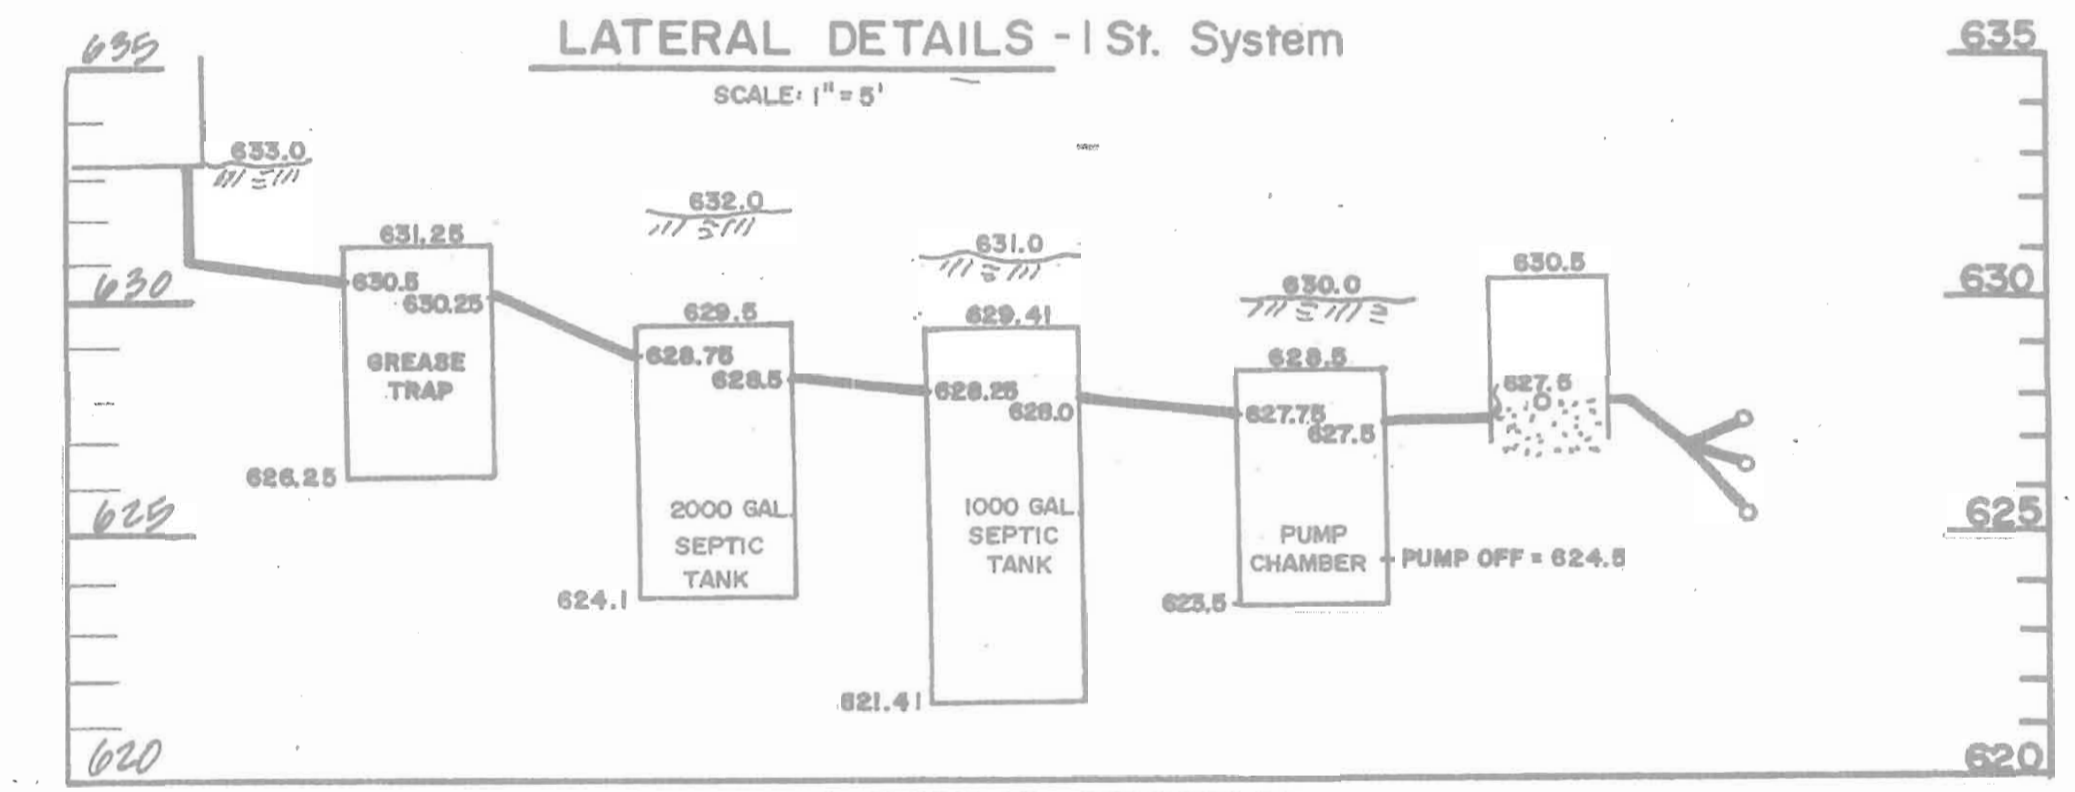 LATERAL DETAILS - 1 St. System
SCALE: 1" = 5'
635
635
633.0
632.0
631.25
631.0
630.5
630.0
630
630
630.5
630.25
629.5
629.41
628.5
628.75
628.5
628.25
628.0
627.75
627.5
627.5
GREASE
TRAP
626.25
625
625
2000 GAL.
SEPTIC
TANK
1000 GAL.
SEPTIC
TANK
PUMP
CHAMBER
PUMP OFF = 624.5
624.1
623.5
621.41
620
620